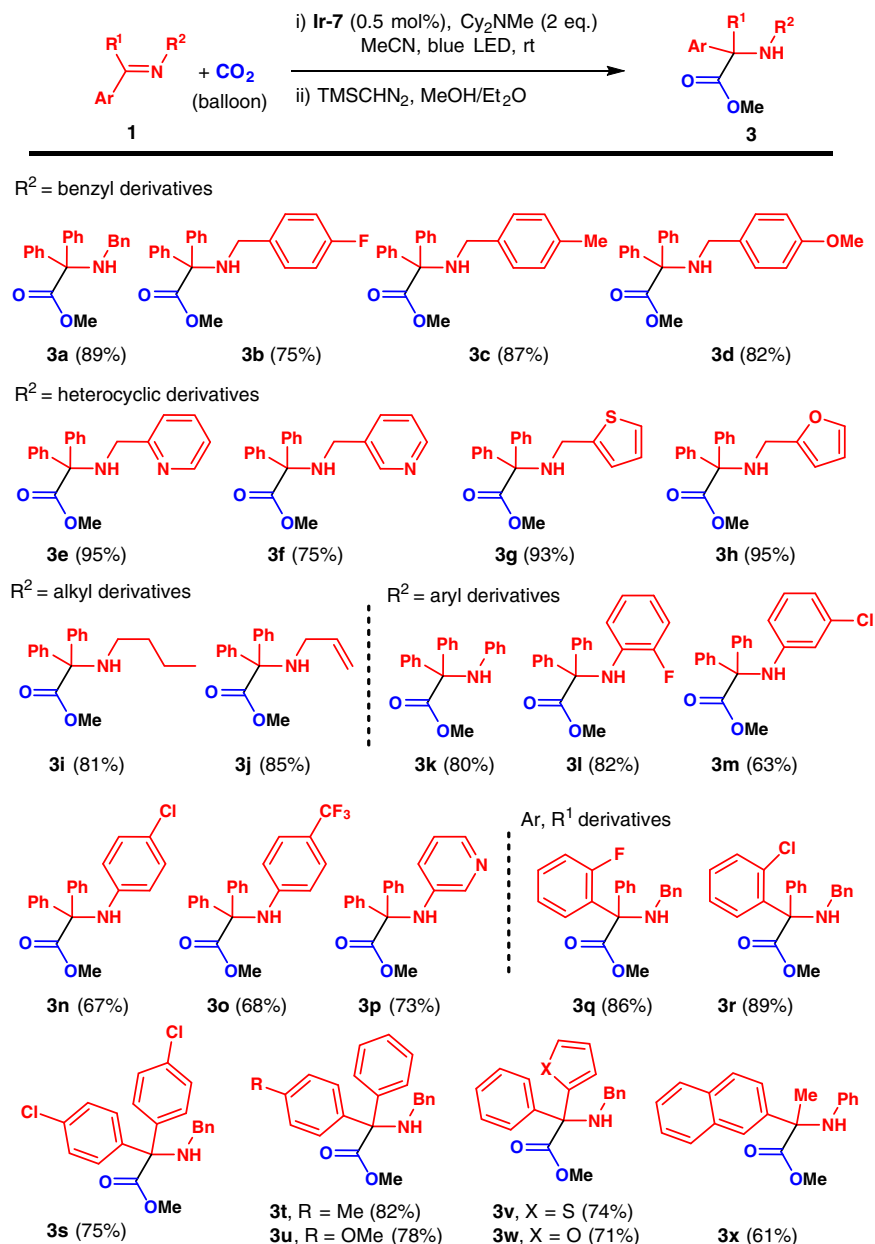 R¹ R² N Ar
1
+ CO₂
(balloon)
i) Ir-7 (0.5 mol%), Cy₂NMe (2 eq.)
MeCN, blue LED, rt
ii) TMSCHN₂, MeOH/Et₂O
R¹ R² Ar NH O OMe
3
R² = benzyl derivatives
Ph Ph Bn NH O OMe
3a (89%)
Ph Ph NH F O OMe
3b (75%)
Ph Ph NH Me O OMe
3c (87%)
Ph Ph NH OMe O OMe
3d (82%)
R² = heterocyclic derivatives
Ph Ph NH N O OMe
3e (95%)
Ph Ph NH N O OMe
3f (75%)
Ph Ph NH S O OMe
3g (93%)
Ph Ph NH O O OMe
3h (95%)
R² = alkyl derivatives
Ph Ph NH O OMe
3i (81%)
Ph Ph NH O OMe
3j (85%)
R² = aryl derivatives
Ph Ph NH Ph O OMe
3k (80%)
Ph Ph NH F O OMe
3l (82%)
Ph Ph NH Cl O OMe
3m (63%)
Cl Ph Ph NH O OMe
3n (67%)
CF₃ Ph Ph NH O OMe
3o (68%)
N Ph Ph NH O OMe
3p (73%)
Ar, R¹ derivatives
F Ph Bn NH O OMe
3q (86%)
Cl Ph Bn NH O OMe
3r (89%)
Cl Cl Bn NH O OMe
3s (75%)
R Bn NH O OMe
3t, R = Me (82%)
3u, R = OMe (78%)
X Bn NH O OMe
3v, X = S (74%)
3w, X = O (71%)
Me Ph NH O OMe
3x (61%)